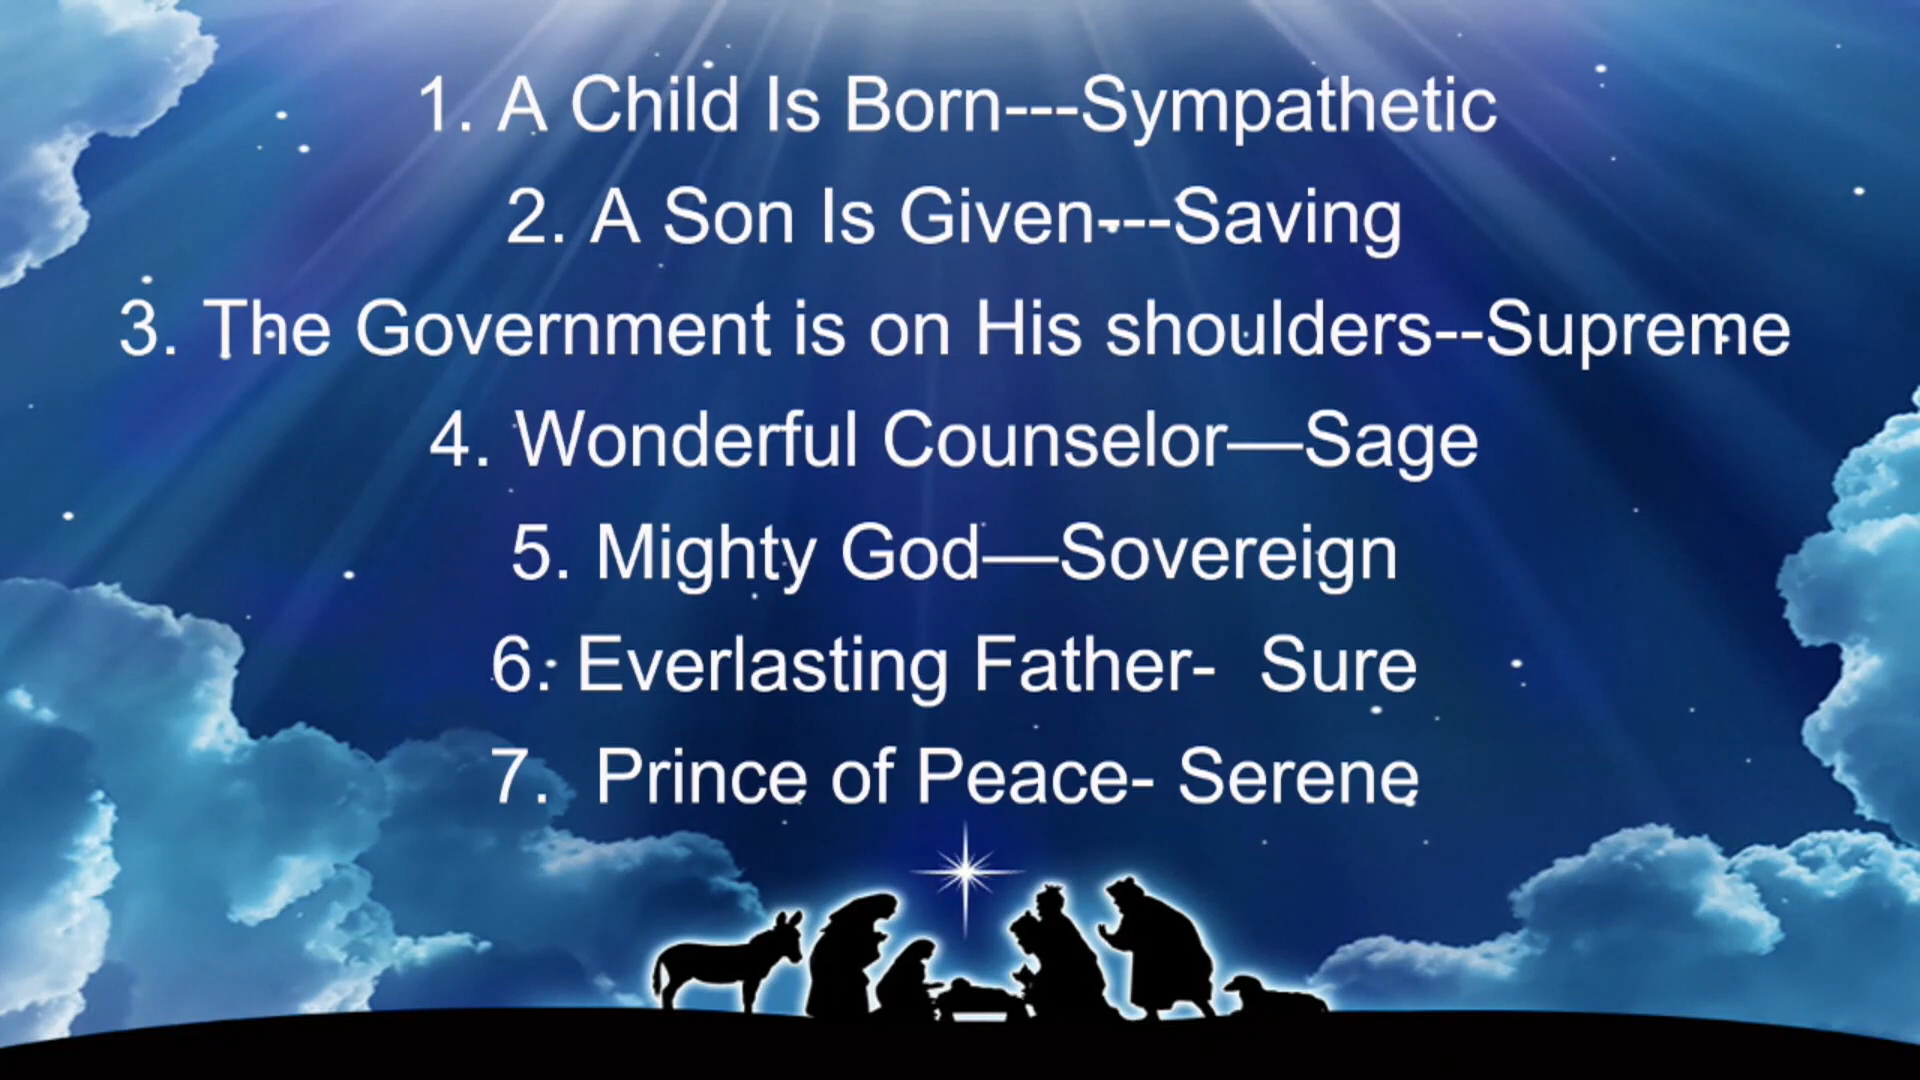 1. A Child Is Born---Sympathetic
2. A Son Is Given---Saving
3. The Government is on His shoulders--Supreme
4. Wonderful Counselor—Sage
5. Mighty God—Sovereign
6. Everlasting Father-  Sure
7.  Prince of Peace- Serene